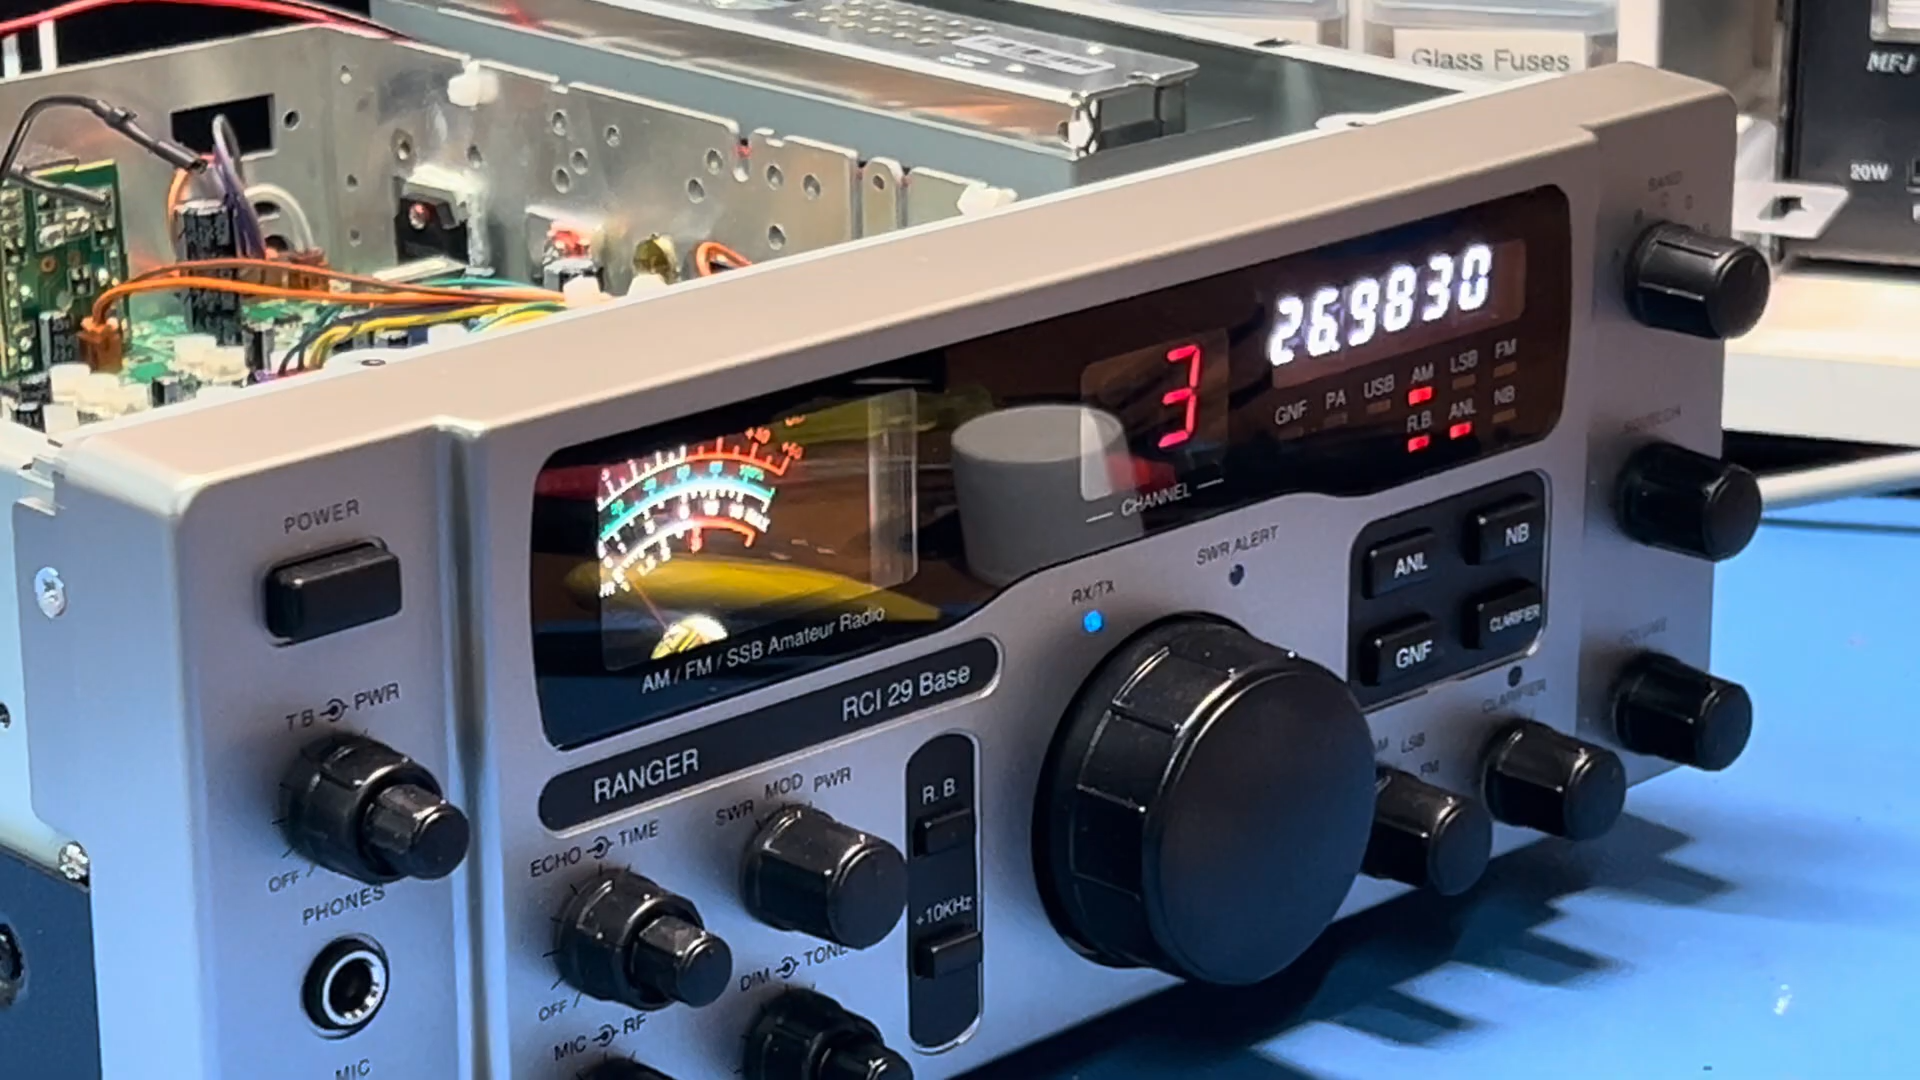 Glass Fuses
MFJ
20W
BAND
26.9830
3
GNF PA USB AM LSB FM
R.B. ANL NB
CHANNEL
POWER
AM / FM / SSB Amateur Radio
RX/TX
SWR ALERT
ANL
NB
GNF
CLARIFIER
RCI 29 Base
RANGER
TB PWR
OFF
PHONES
MIC
ECHO TIME
OFF
MIC RF
SWR MOD PWR
DIM TONE
R.B.
+10KHz
LSB
FM
CLARIFIER
VOLUME